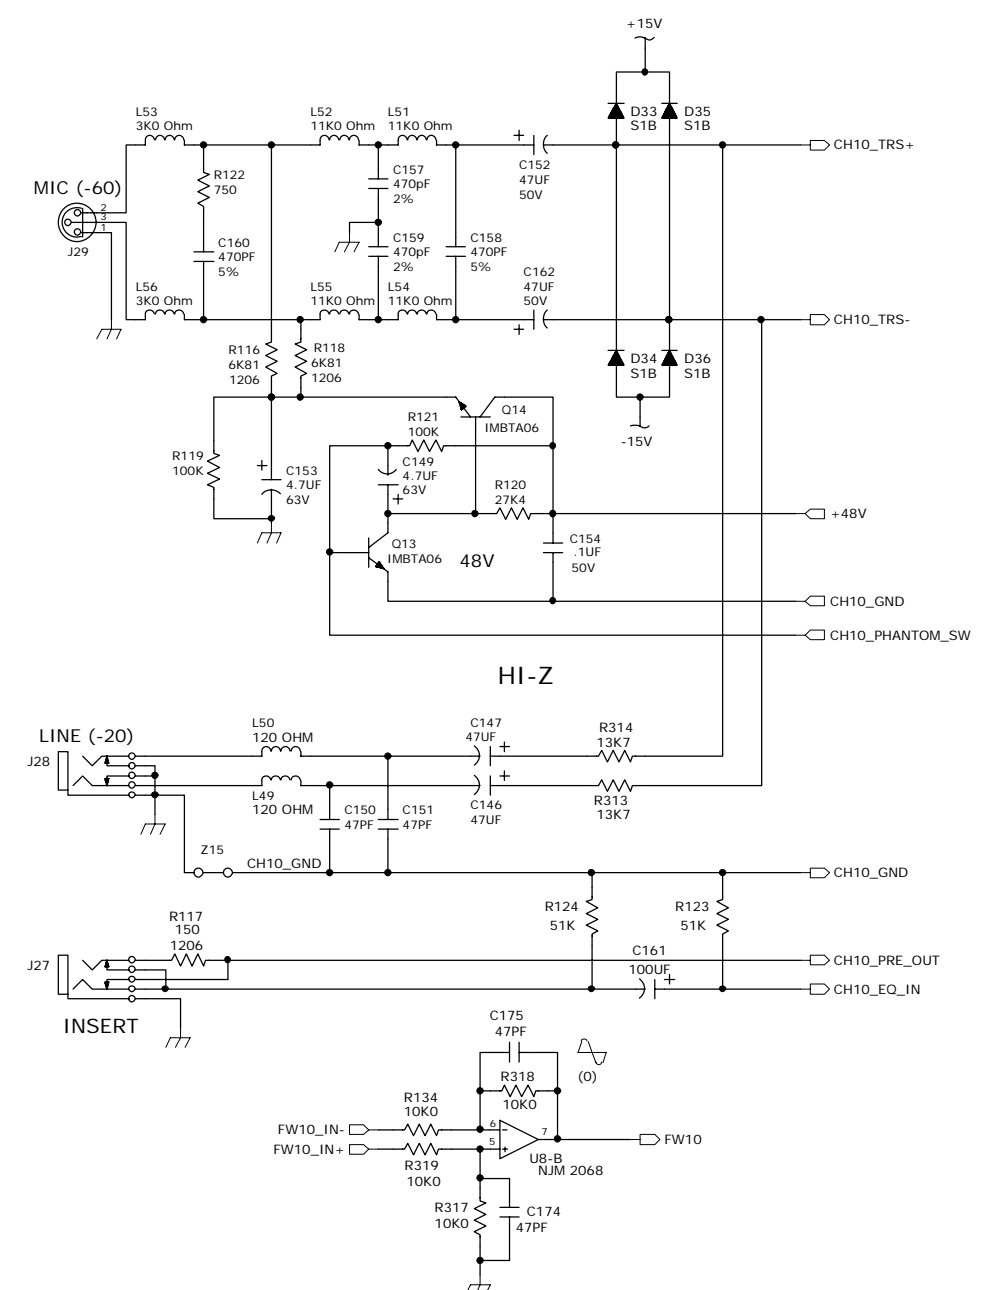 +15V
L53
3K0 Ohm
L52
11K0 Ohm
L51
11K0 Ohm
D33
S1B
D35
S1B
+
C152
47UF
50V
CH10_TRS+
MIC (-60)
2
3
1
J29
R122
750
C157
470pF
2%
C160
470PF
5%
C159
470pF
2%
C158
470PF
5%
C162
47UF
50V
+
L56
3K0 Ohm
L55
11K0 Ohm
L54
11K0 Ohm
CH10_TRS-
R116
6K81
1206
R118
6K81
1206
D34
S1B
D36
S1B
-15V
Q14
IMBTA06
R121
100K
R119
100K
+
C153
4.7UF
63V
C149
4.7UF
63V
+
R120
27K4
+48V
Q13
IMBTA06
48V
C154
.1UF
50V
CH10_GND
CH10_PHANTOM_SW
HI-Z
LINE (-20)
J28
L50
120 OHM
C147
47UF
+
R314
13K7
L49
120 OHM
+
C146
47UF
R313
13K7
C150
47PF
C151
47PF
Z15
CH10_GND
CH10_GND
R124
51K
R123
51K
R117
150
1206
J27
C161
100UF
+
CH10_PRE_OUT
CH10_EQ_IN
INSERT
C175
47PF
R318
10K0
(0)
R134
10K0
FW10_IN-
FW10_IN+
R319
10K0
6
-
5
+
7
U8-B
NJM 2068
FW10
R317
10K0
C174
47PF